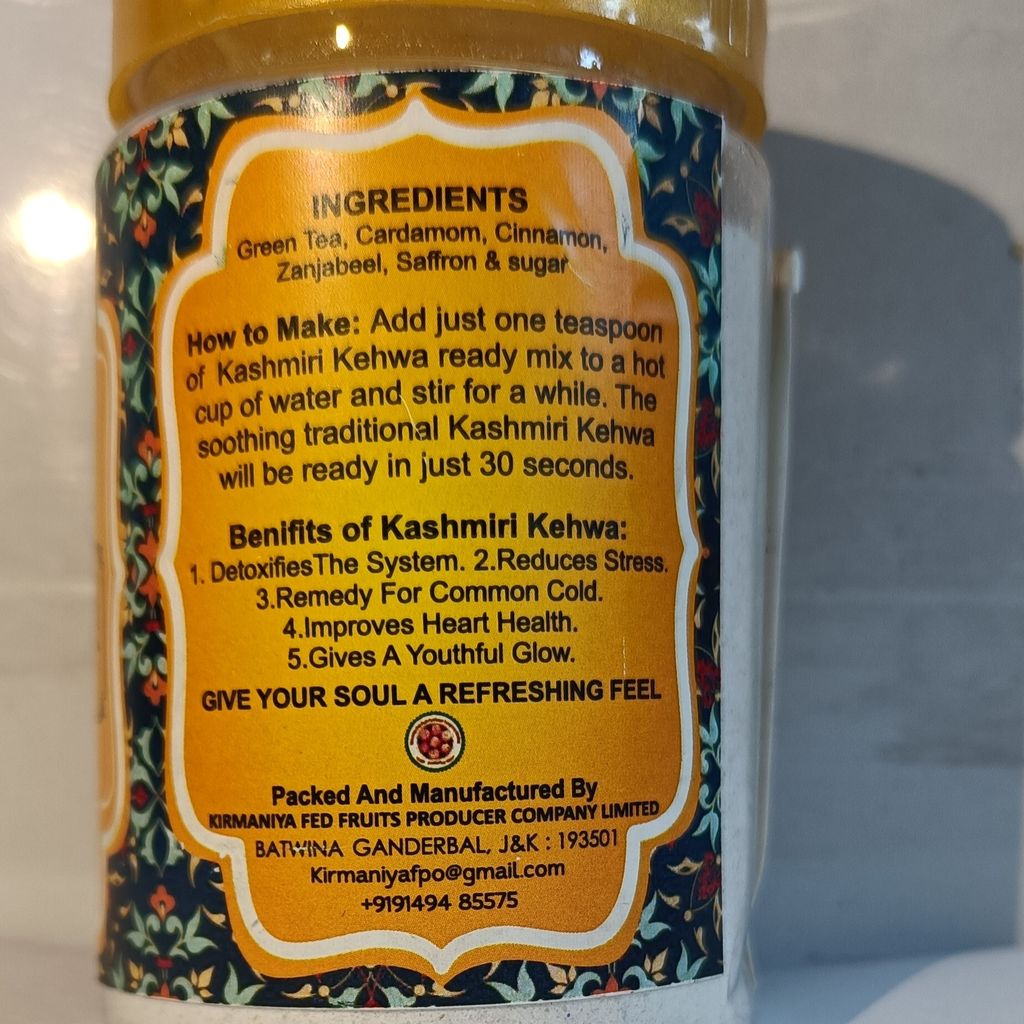 INGREDIENTS
Green Tea, Cardamom, Cinnamon,
Zanjabeel, Saffron & sugar
How to Make: Add just one teaspoon
of Kashmiri Kehwa ready mix to a hot
cup of water and stir for a while. The
soothing traditional Kashmiri Kehwa
will be ready in just 30 seconds.
Benifits of Kashmiri Kehwa:
1. DetoxifiesThe System. 2.Reduces Stress.
3.Remedy For Common Cold.
4.Improves Heart Health.
5.Gives A Youthful Glow.
GIVE YOUR SOUL A REFRESHING FEEL
Packed And Manufactured By
KIRMANIYA FED FRUITS PRODUCER COMPANY LIMITED
BATWINA GANDERBAL, J&K : 193501
Kirmaniyafpo@gmail.com
+9191494 85575